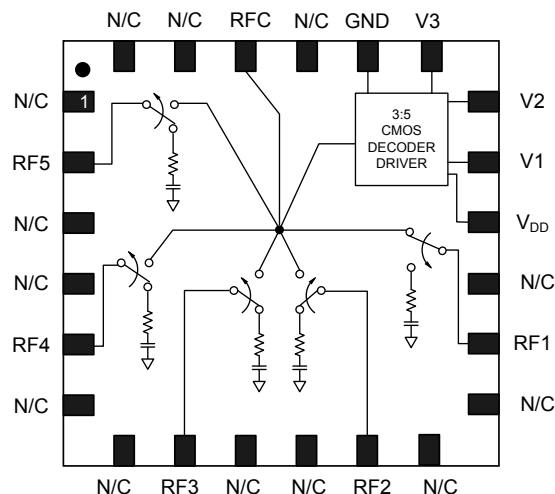 N/C N/C RFC N/C GND V3
N/C
1
RF5
N/C
N/C
RF4
N/C
3:5
CMOS
DECODER
DRIVER
V2
V1
VDD
N/C
RF1
N/C
N/C RF3 N/C N/C RF2 N/C